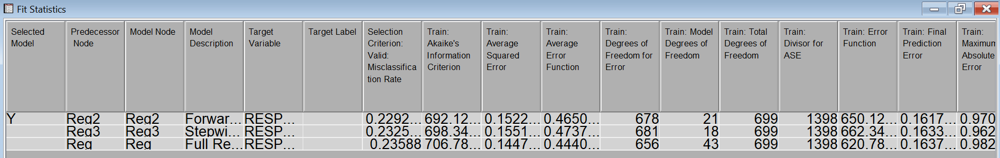 Fit Statistics
Selected Model Predecessor Node Model Node Model Description Target Variable Target Label Selection Criterion: Valid: Misclassifica tion Rate Train: Akaike's Information Criterion Train: Average Squared Error Train: Average Error Function Train: Degrees of Freedom for Error Train: Model Degrees of Freedom Train: Total Degrees of Freedom Train: Divisor for ASE Train: Error Function Train: Final Prediction Error Train: Maximum Absolute Error
Y Reg2 Reg2 Forwar... RESP... 0.2292... 692.12... 0.1522... 0.4650... 678 21 699 1398 650.12... 0.1617... 0.970
Reg3 Reg3 Stepwi... RESP... 0.2325... 698.34... 0.1551... 0.4737... 681 18 699 1398 662.34... 0.1633... 0.962
Reg Reg Full Re... RESP... 0.23588 706.78... 0.1447... 0.4440... 656 43 699 1398 620.78... 0.1637... 0.982